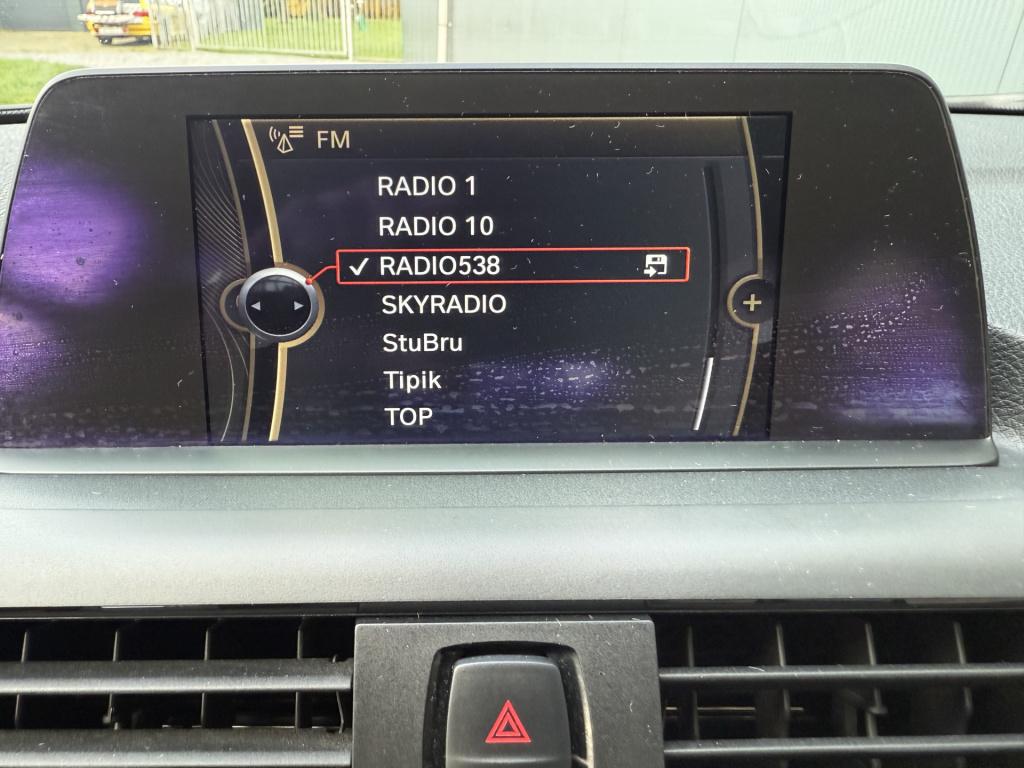 FM
RADIO 1
RADIO 10
RADIO538
SKYRADIO
StuBru
Tipik
TOP